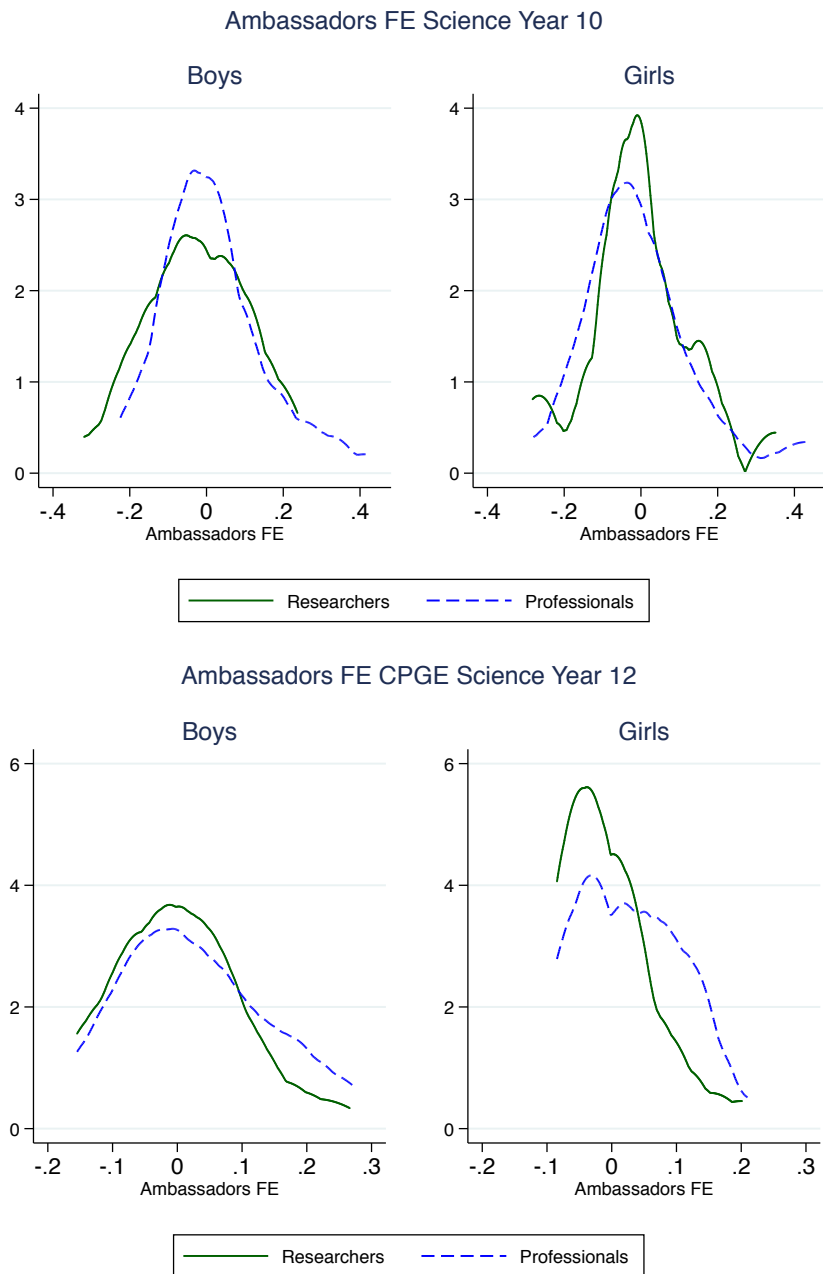 Ambassadors FE Science Year 10
Boys Girls
4 4
3 3
2 2
1 1
0 0
-.4 -.2 0 .2 .4 -.4 -.2 0 .2 .4
Ambassadors FE Ambassadors FE
Researchers Professionals
Ambassadors FE CPGE Science Year 12
Boys Girls
6 6
4 4
2 2
0 0
-.2 -.1 0 .1 .2 .3 -.2 -.1 0 .1 .2 .3
Ambassadors FE Ambassadors FE
Researchers Professionals